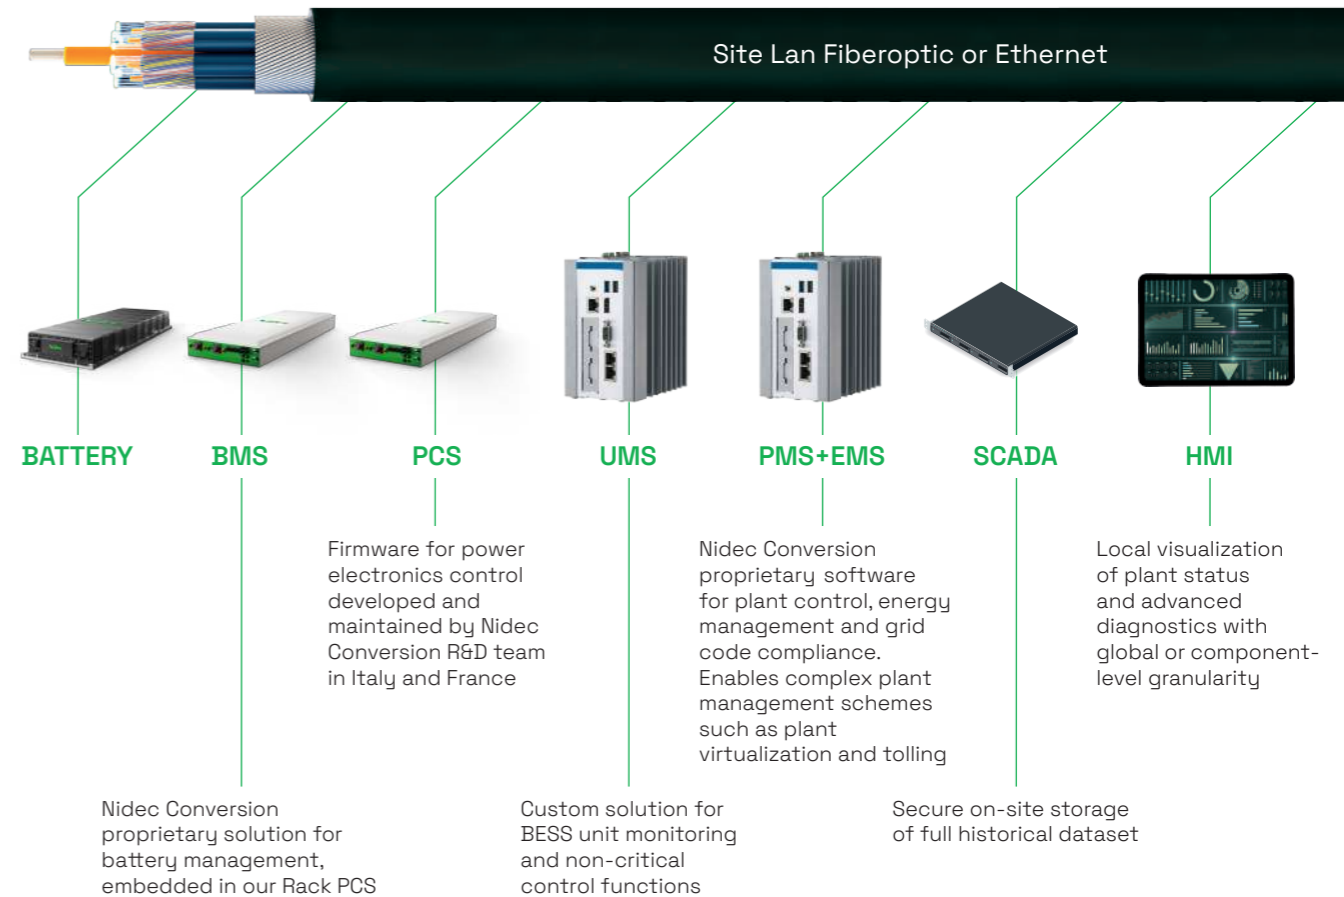 Site Lan Fiberoptic or Ethernet
BATTERY
BMS
PCS
UMS
PMS+EMS
SCADA
HMI
Firmware for power
electronics control
developed and
maintained by Nidec
Conversion R&D team
in Italy and France
Nidec Conversion
proprietary software
for plant control, energy
management and grid
code compliance.
Enables complex plant
management schemes
such as plant
virtualization and tolling
Local visualization
of plant status
and advanced
diagnostics with
global or component-
level granularity
Nidec Conversion
proprietary solution for
battery management,
embedded in our Rack PCS
Custom solution for
BESS unit monitoring
and non-critical
control functions
Secure on-site storage
of full historical dataset